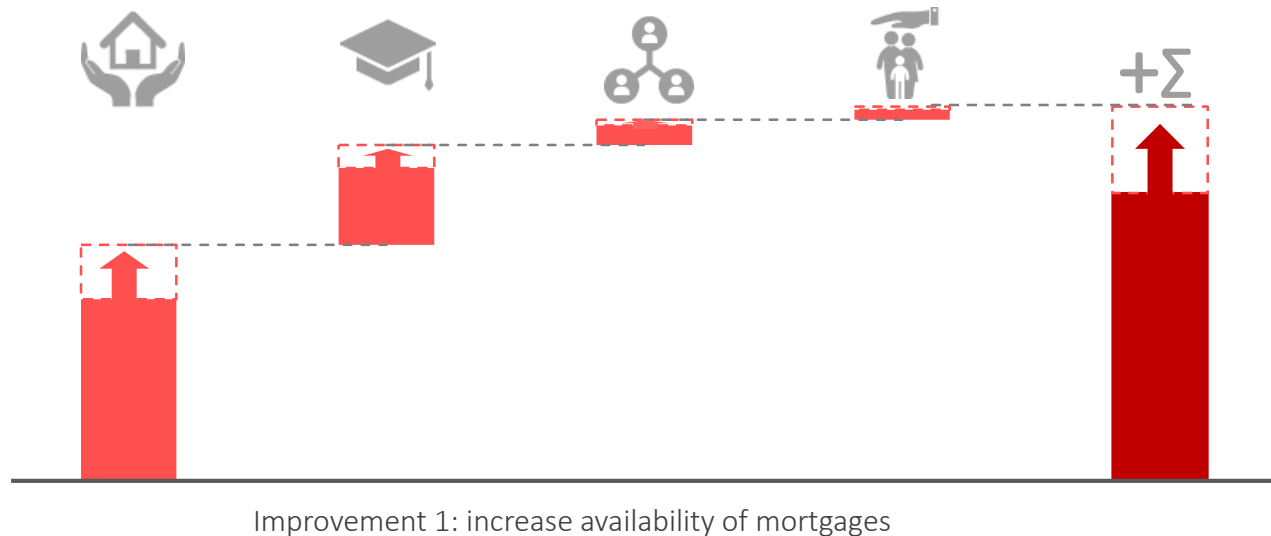 +Σ
Improvement 1: increase availability of mortgages